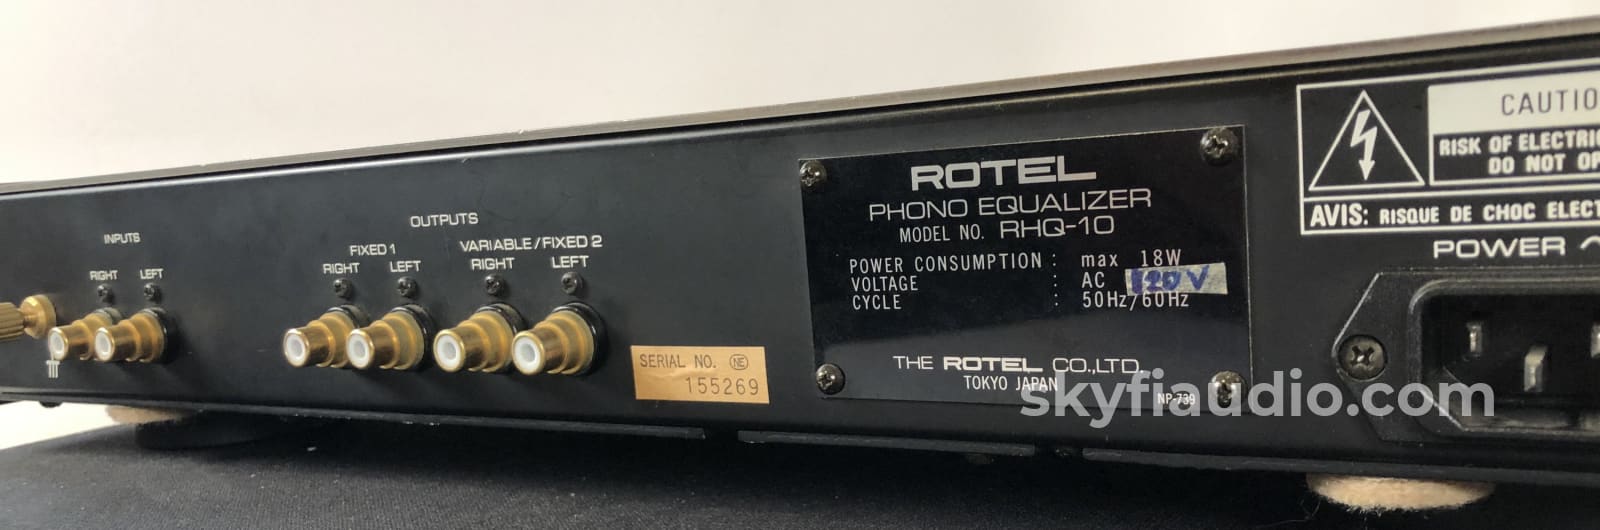 INPUTS
RIGHT LEFT
OUTPUTS
FIXED 1 VARIABLE/FIXED 2
RIGHT LEFT RIGHT LEFT
SERIAL NO. NE
155269
ROTEL
PHONO EQUALIZER
MODEL NO. RHQ-10
POWER CONSUMPTION : max 18W
VOLTAGE : AC 120V
CYCLE : 50Hz/60Hz
THE ROTEL CO.,LTD.
TOKYO JAPAN
NP-739
CAUTIO
RISK OF ELECTRIC
DO NOT OP
AVIS: RISQUE DE CHOC ELECT
POWER ~
skyfiaudio.com